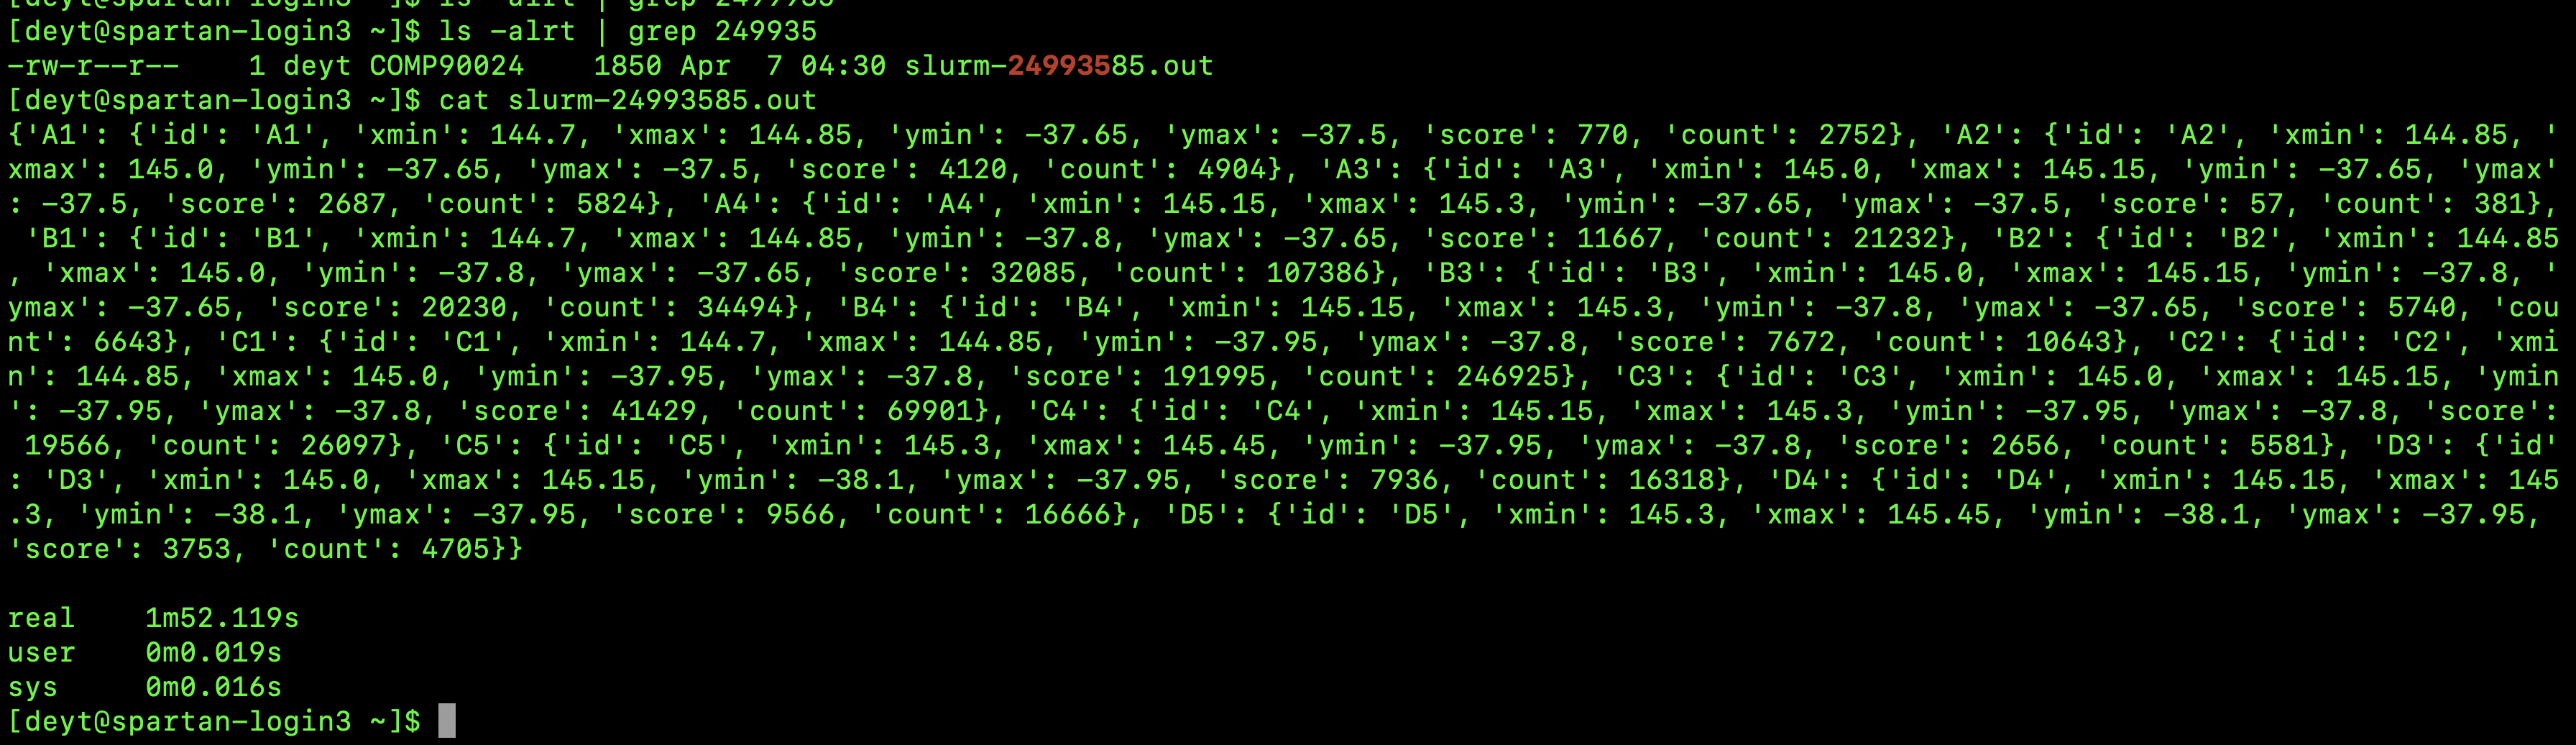 [deyt@spartan-login3 ~]$ ls -alrt | grep 2499935
[deyt@spartan-login3 ~]$ ls -alrt | grep 249935
-rw-r--r--    1 deyt COMP90024    1850 Apr  7 04:30 slurm-24993585.out
[deyt@spartan-login3 ~]$ cat slurm-24993585.out
{'A1': {'id': 'A1', 'xmin': 144.7, 'xmax': 144.85, 'ymin': -37.65, 'ymax': -37.5, 'score': 770, 'count': 2752}, 'A2': {'id': 'A2', 'xmin': 144.85, '
xmax': 145.0, 'ymin': -37.65, 'ymax': -37.5, 'score': 4120, 'count': 4904}, 'A3': {'id': 'A3', 'xmin': 145.0, 'xmax': 145.15, 'ymin': -37.65, 'ymax'
: -37.5, 'score': 2687, 'count': 5824}, 'A4': {'id': 'A4', 'xmin': 145.15, 'xmax': 145.3, 'ymin': -37.65, 'ymax': -37.5, 'score': 57, 'count': 381},
 'B1': {'id': 'B1', 'xmin': 144.7, 'xmax': 144.85, 'ymin': -37.8, 'ymax': -37.65, 'score': 11667, 'count': 21232}, 'B2': {'id': 'B2', 'xmin': 144.85
, 'xmax': 145.0, 'ymin': -37.8, 'ymax': -37.65, 'score': 32085, 'count': 107386}, 'B3': {'id': 'B3', 'xmin': 145.0, 'xmax': 145.15, 'ymin': -37.8, '
ymax': -37.65, 'score': 20230, 'count': 34494}, 'B4': {'id': 'B4', 'xmin': 145.15, 'xmax': 145.3, 'ymin': -37.8, 'ymax': -37.65, 'score': 5740, 'cou
nt': 6643}, 'C1': {'id': 'C1', 'xmin': 144.7, 'xmax': 144.85, 'ymin': -37.95, 'ymax': -37.8, 'score': 7672, 'count': 10643}, 'C2': {'id': 'C2', 'xmi
n': 144.85, 'xmax': 145.0, 'ymin': -37.95, 'ymax': -37.8, 'score': 191995, 'count': 246925}, 'C3': {'id': 'C3', 'xmin': 145.0, 'xmax': 145.15, 'ymin
': -37.95, 'ymax': -37.8, 'score': 41429, 'count': 69901}, 'C4': {'id': 'C4', 'xmin': 145.15, 'xmax': 145.3, 'ymin': -37.95, 'ymax': -37.8, 'score':
 19566, 'count': 26097}, 'C5': {'id': 'C5', 'xmin': 145.3, 'xmax': 145.45, 'ymin': -37.95, 'ymax': -37.8, 'score': 2656, 'count': 5581}, 'D3': {'id'
: 'D3', 'xmin': 145.0, 'xmax': 145.15, 'ymin': -38.1, 'ymax': -37.95, 'score': 7936, 'count': 16318}, 'D4': {'id': 'D4', 'xmin': 145.15, 'xmax': 145
.3, 'ymin': -38.1, 'ymax': -37.95, 'score': 9566, 'count': 16666}, 'D5': {'id': 'D5', 'xmin': 145.3, 'xmax': 145.45, 'ymin': -38.1, 'ymax': -37.95,
'score': 3753, 'count': 4705}}
real    1m52.119s
user    0m0.019s
sys     0m0.016s
[deyt@spartan-login3 ~]$